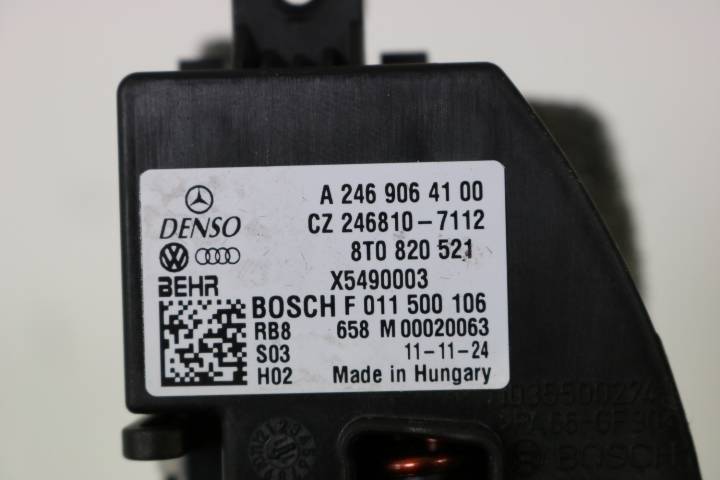 A 246 906 41 00
DENSO CZ 246810-7112
8T0 820 521
BEHR X5490003
BOSCH F 011 500 106
RB8 658 M 00020063
S03 11-11-24
H02 Made in Hungary
BOSCH